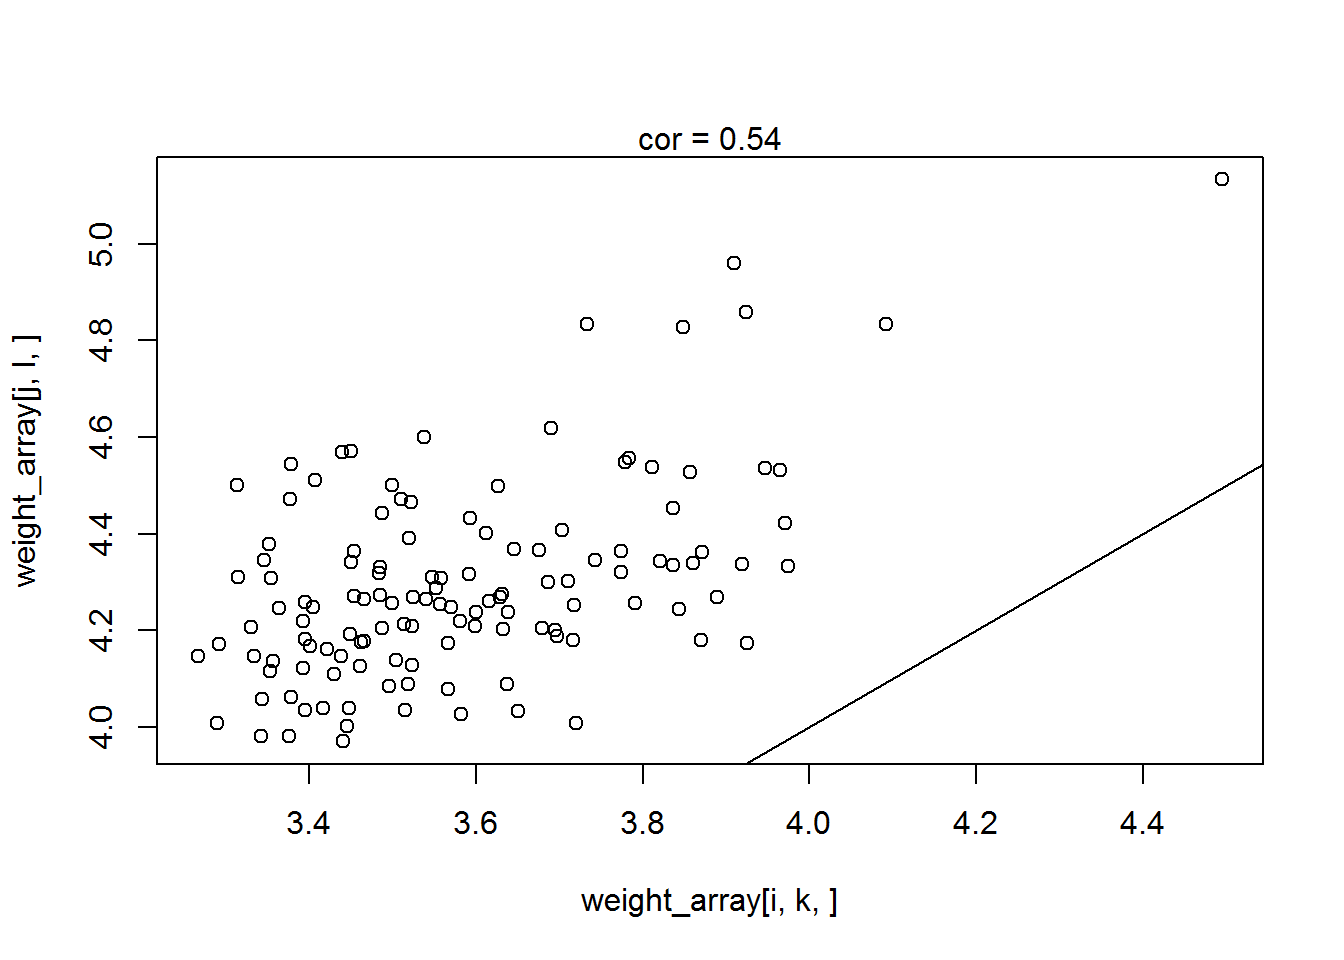 cor = 0.54
weight_array[j, l, ]
5.0
4.8
4.6
4.4
4.2
4.0
3.4 3.6 3.8 4.0 4.2 4.4
weight_array[i, k, ]